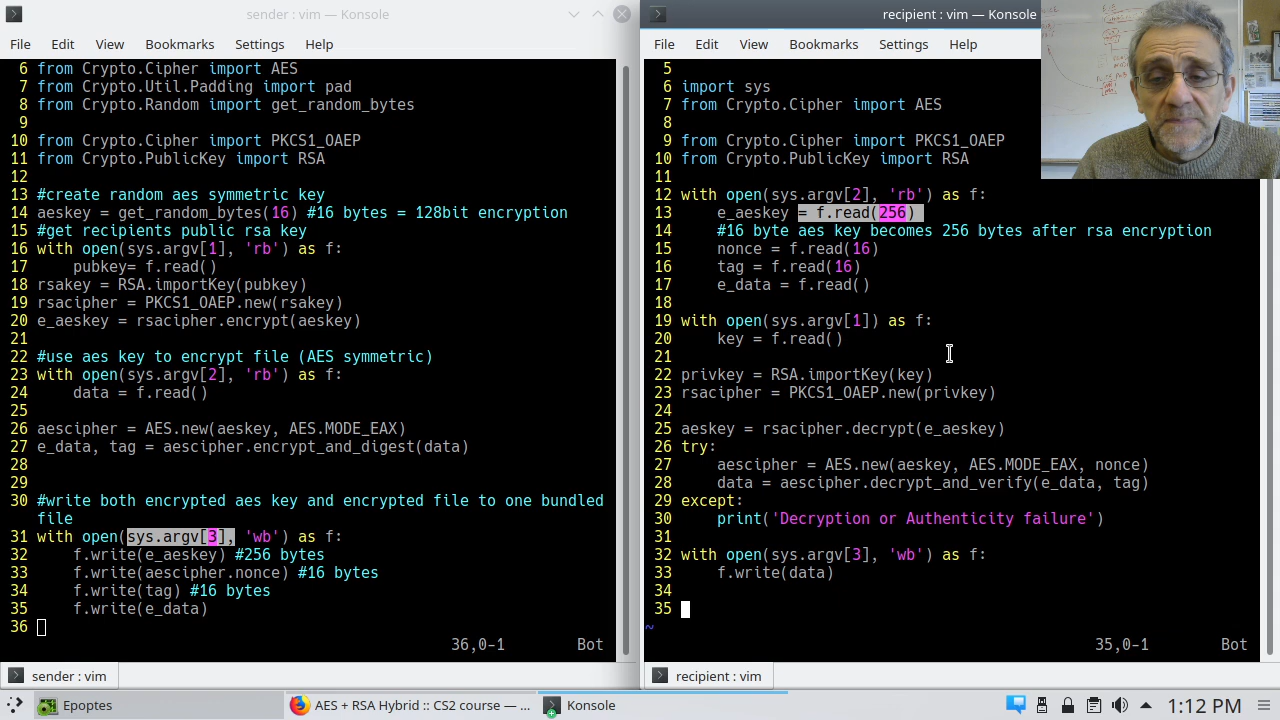 sender : vim — Konsole
File Edit View Bookmarks Settings Help
6 from Crypto.Cipher import AES
7 from Crypto.Util.Padding import pad
8 from Crypto.Random import get_random_bytes
9
10 from Crypto.Cipher import PKCS1_OAEP
11 from Crypto.PublicKey import RSA
12
13 #create random aes symmetric key
14 aeskey = get_random_bytes(16) #16 bytes = 128bit encryption
15 #get recipients public rsa key
16 with open(sys.argv[1], 'rb') as f:
17     pubkey= f.read()
18 rsakey = RSA.importKey(pubkey)
19 rsacipher = PKCS1_OAEP.new(rsakey)
20 e_aeskey = rsacipher.encrypt(aeskey)
21
22 #use aes key to encrypt file (AES symmetric)
23 with open(sys.argv[2], 'rb') as f:
24     data = f.read()
25
26 aescipher = AES.new(aeskey, AES.MODE_EAX)
27 e_data, tag = aescipher.encrypt_and_digest(data)
28
29
30 #write both encrypted aes key and encrypted file to one bundled
file
31 with open(sys.argv[3], 'wb') as f:
32     f.write(e_aeskey) #256 bytes
33     f.write(aescipher.nonce) #16 bytes
34     f.write(tag) #16 bytes
35     f.write(e_data)
36
36,0-1 Bot
sender : vim
recipient : vim — Konsole
File Edit View Bookmarks Settings Help
5
6 import sys
7 from Crypto.Cipher import AES
8
9 from Crypto.Cipher import PKCS1_OAEP
10 from Crypto.PublicKey import RSA
11
12 with open(sys.argv[2], 'rb') as f:
13     e_aeskey = f.read(256)
14     #16 byte aes key becomes 256 bytes after rsa encryption
15     nonce = f.read(16)
16     tag = f.read(16)
17     e_data = f.read()
18
19 with open(sys.argv[1]) as f:
20     key = f.read()
21
22 privkey = RSA.importKey(key)
23 rsacipher = PKCS1_OAEP.new(privkey)
24
25 aeskey = rsacipher.decrypt(e_aeskey)
26 try:
27     aescipher = AES.new(aeskey, AES.MODE_EAX, nonce)
28     data = aescipher.decrypt_and_verify(e_data, tag)
29 except:
30     print('Decryption or Authenticity failure')
31
32 with open(sys.argv[3], 'wb') as f:
33     f.write(data)
34
35
~
35,0-1 Bot
recipient : vim
Epoptes
AES + RSA Hybrid :: CS2 course — ...
Konsole
1:12 PM